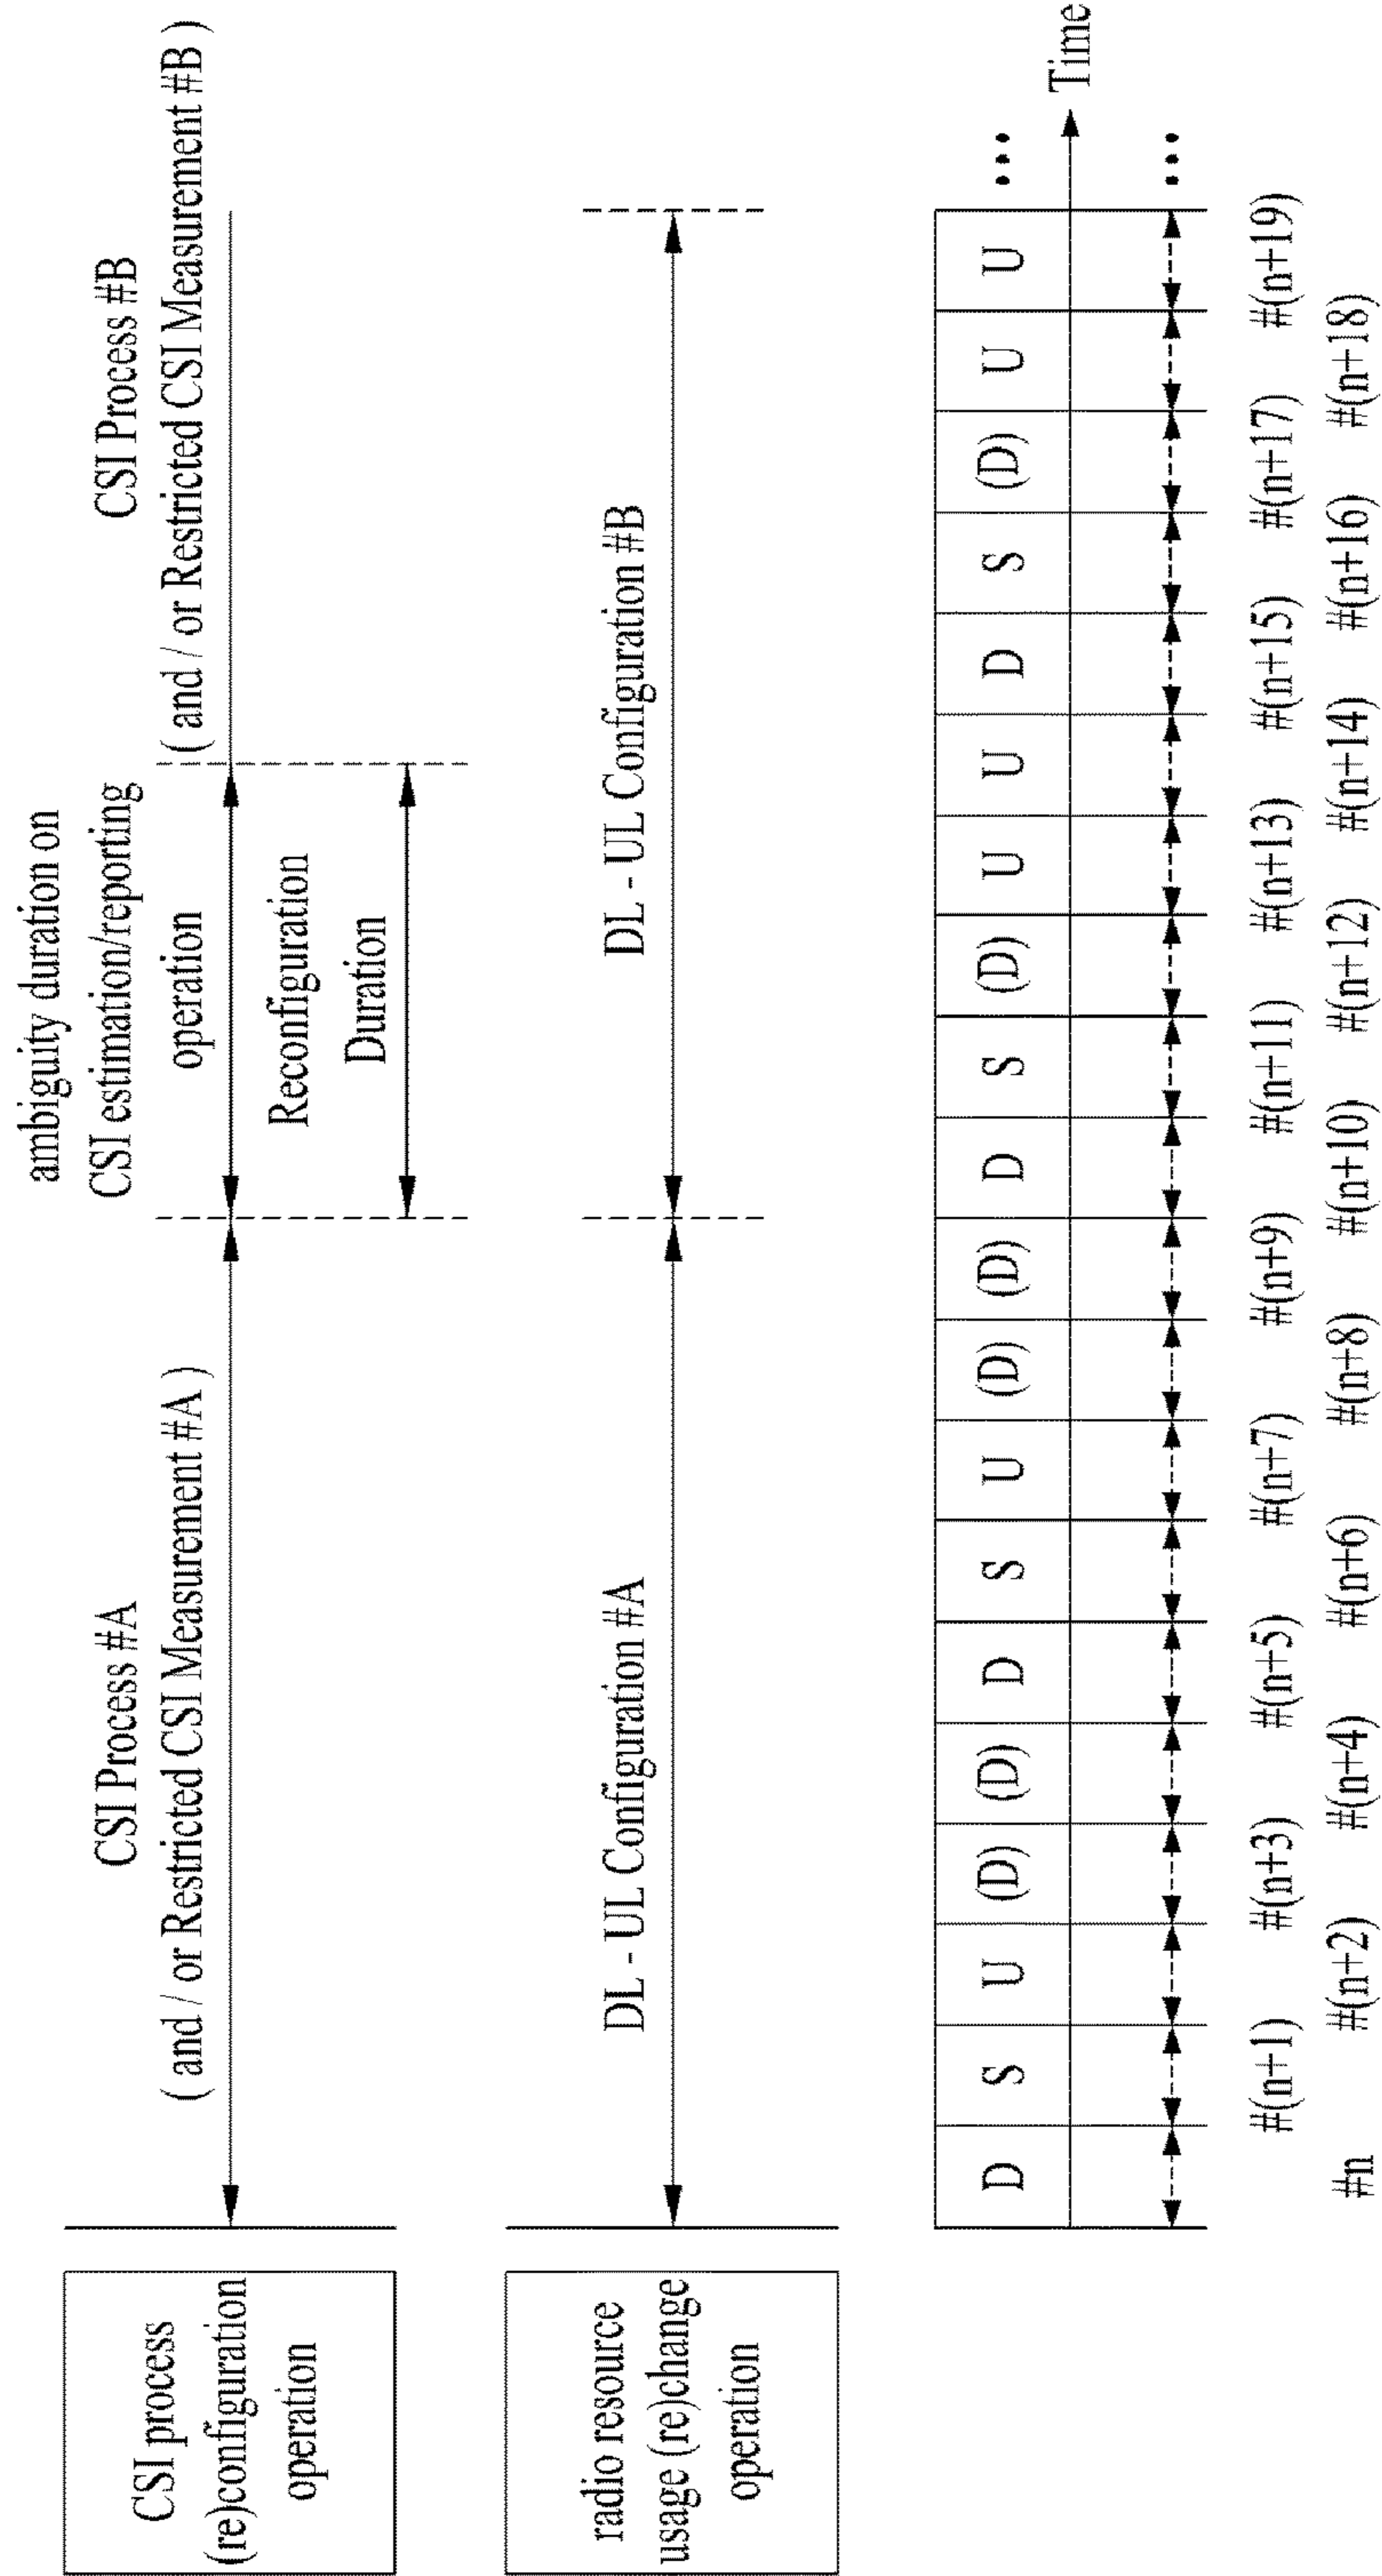 CSI process
(re)configuration
operation
CSI Process #A
( and / or Restricted CSI Measurement #A )
ambiguity duration on
CSI estimation/reporting
operation
Reconfiguration
Duration
CSI Process #B
( and / or Restricted CSI Measurement #B )
radio resource
usage (re)change
operation
DL - UL Configuration #A
DL - UL Configuration #B
D S U (D) (D) D S U (D) (D) D S (D) U U D S (D) U U ...
Time
...
#(n+1) #(n+3) #(n+5) #(n+7) #(n+9) #(n+11) #(n+13) #(n+15) #(n+17) #(n+19)
#n #(n+2) #(n+4) #(n+6) #(n+8) #(n+10) #(n+12) #(n+14) #(n+16) #(n+18)